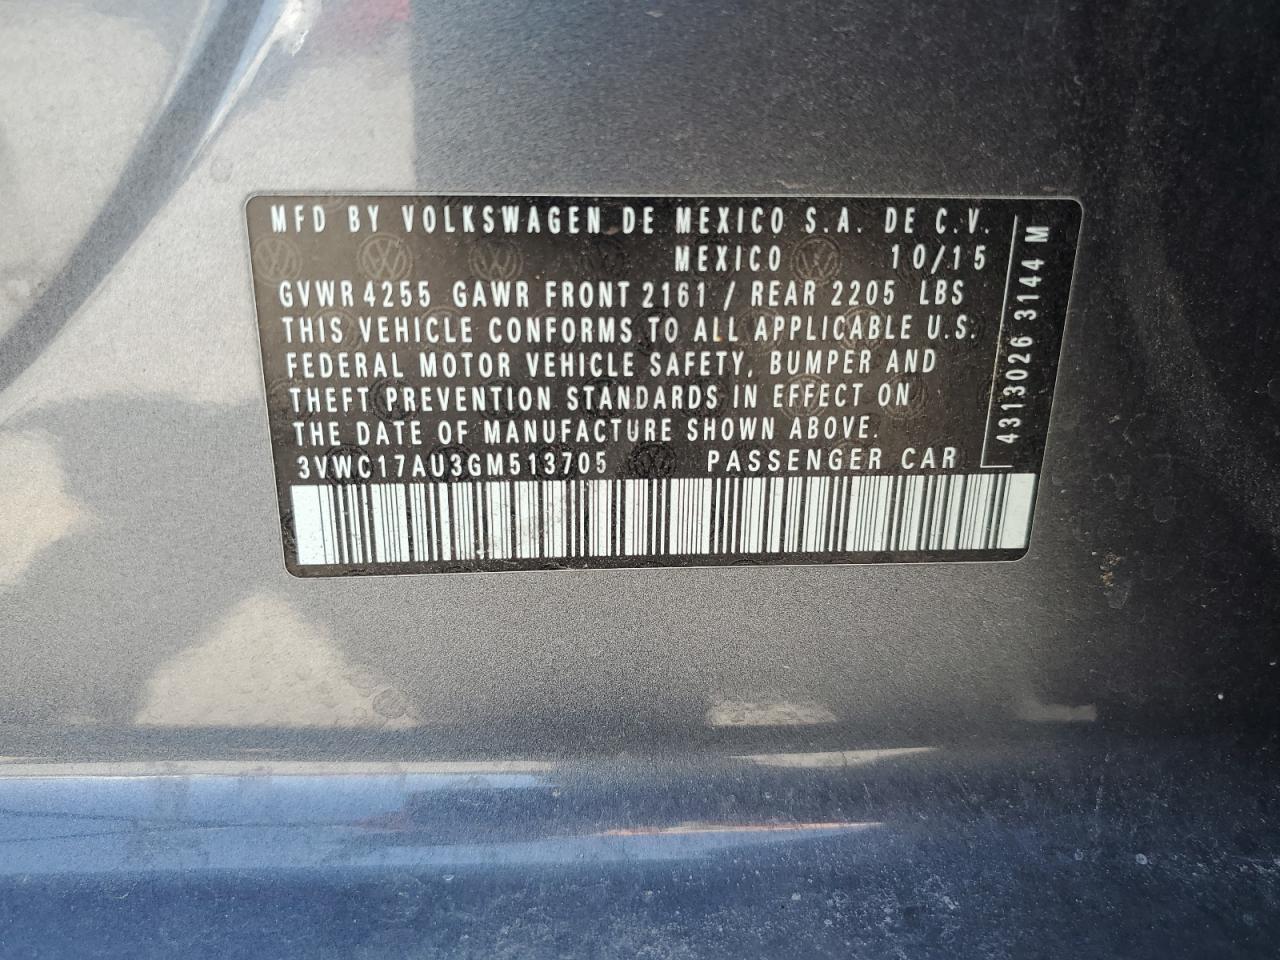 MFD BY VOLKSWAGEN DE MEXICO S.A. DE C.V.
MEXICO 10/15
GVWR 4255 GAWR FRONT 2161 / REAR 2205 LBS
THIS VEHICLE CONFORMS TO ALL APPLICABLE U.S.
FEDERAL MOTOR VEHICLE SAFETY, BUMPER AND
THEFT PREVENTION STANDARDS IN EFFECT ON
THE DATE OF MANUFACTURE SHOWN ABOVE.
3VWC17AU3GM513705 PASSENGER CAR
4313026 3144 M